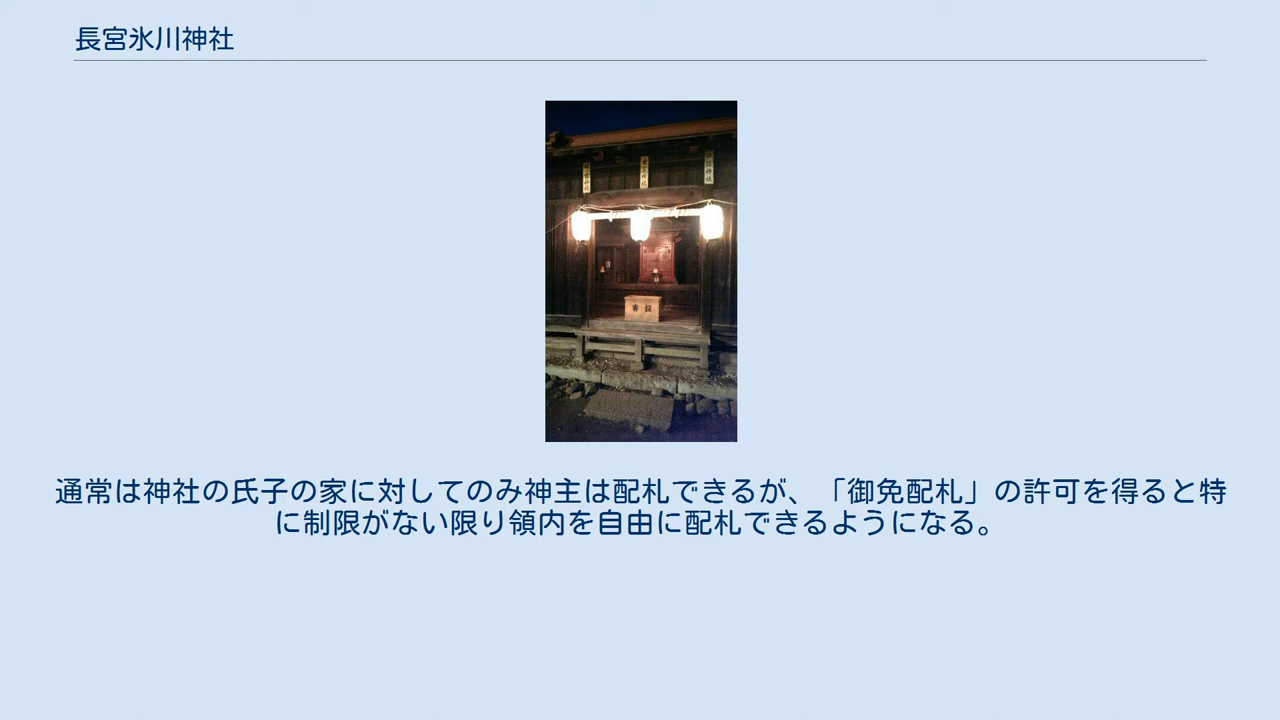 長宮氷川神社
賽銭
通常は神社の氏子の家に対してのみ神主は配札できるが、「御免配札」の許可を得ると特
に制限がない限り領内を自由に配札できるようになる。